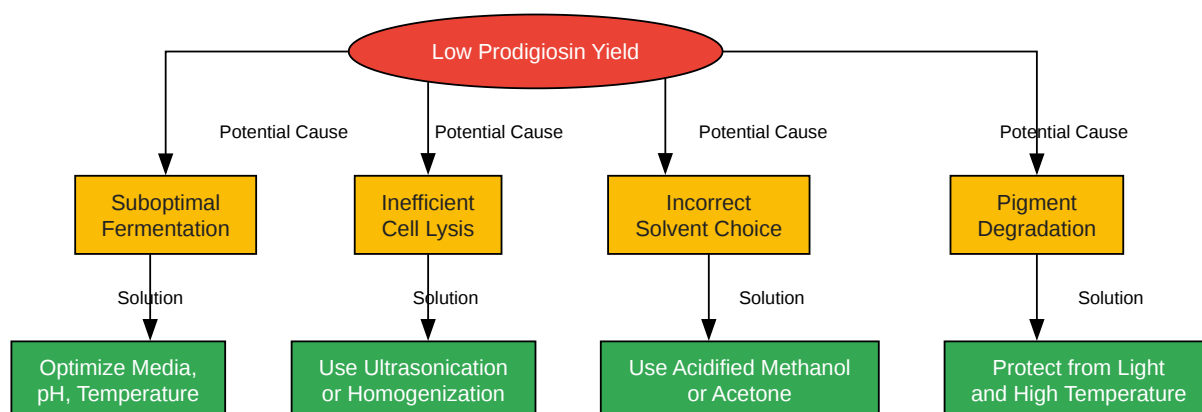 Low Prodigiosin Yield
Potential Cause
Potential Cause
Potential Cause
Potential Cause
Suboptimal
Fermentation
Inefficient
Cell Lysis
Incorrect
Solvent Choice
Pigment
Degradation
Solution
Solution
Solution
Solution
Optimize Media,
pH, Temperature
Use Ultrasonication
or Homogenization
Use Acidified Methanol
or Acetone
Protect from Light
and High Temperature